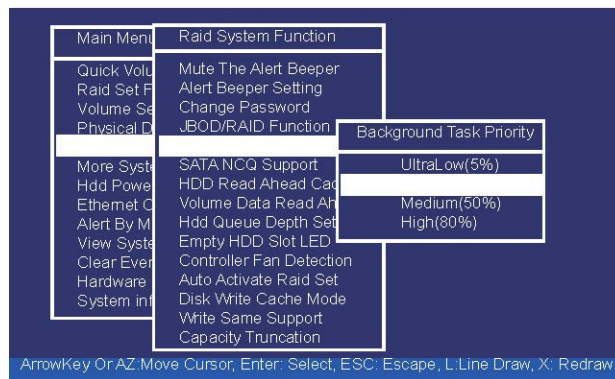 Main Menu
Quick Volu
Raid Set F
Volume Se
Physical D
More Syste
Hdd Powe
Ethernet C
Alert By M
View Syste
Clear Ever
Hardware
System inf
Raid System Function
Mute The Alert Beeper
Alert Beeper Setting
Change Password
JBOD/RAID Function
SATA NCQ Support
HDD Read Ahead Cac
Volume Data Read Ah
Hdd Queue Depth Set
Empty HDD Slot LED
Controller Fan Detection
Auto Activate Raid Set
Disk Write Cache Mode
Write Same Support
Capacity Truncation
Background Task Priority
UltraLow(5%)
Medium(50%)
High(80%)
ArrowKey Or AZ:Move Cursor, Enter: Select, ESC: Escape, L:Line Draw, X: Redraw